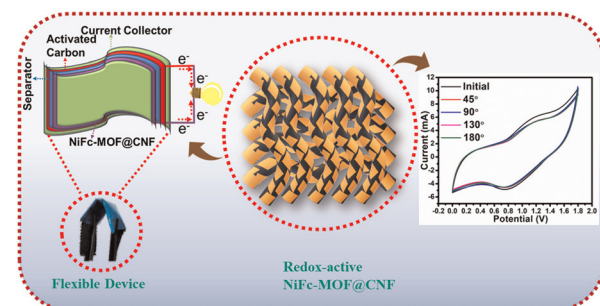 Current Collector
Activated
Carbon
Separator
e-
e-
e-
e-
NiFc-MOF@CNF
Flexible Device
Redox-active
NiFc-MOF@CNF
Initial
45°
90°
130°
180°
Current (mA)
12
10
8
6
4
2
0
-2
-4
-6
-0.2 0.0 0.2 0.4 0.6 0.8 1.0 1.2 1.4 1.6 1.8 2.0
Potential (V)